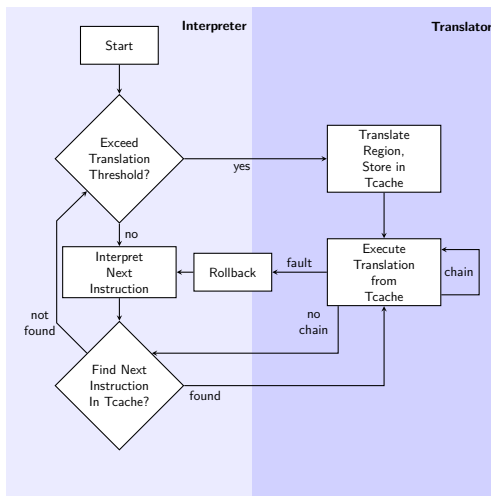 Interpreter
Translator
Start
Exceed
Translation
Threshold?
yes
Translate
Region,
Store in
Tcache
no
Interpret
Next
Instruction
Rollback
fault
Execute
Translation
from
Tcache
chain
not
found
no
chain
Find Next
Instruction
In Tcache?
found